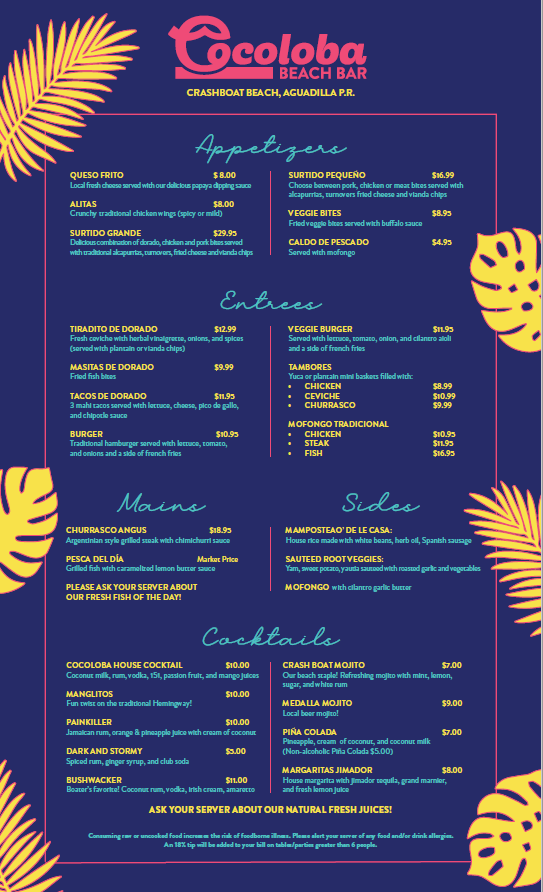 Cocoloba
BEACH BAR
CRASHBOAT BEACH, AGUADILLA P.R.
Appetizers
QUESO FRITO $8.00
Local fresh cheese served with our delicious papaya dipping sauce
ALITAS $8.00
Crunchy traditional chicken wings (spicy or mild)
SURTIDO GRANDE $29.95
Delicious combination of dorado, chicken and pork bites served
with traditional alcapurrias, turnovers, fried cheese and vianda chips
SURTIDO PEQUEÑO $16.99
Choose between pork, chicken or meat bites served with
alcapurrias, turnovers fried cheese and vianda chips
VEGGIE BITES $8.95
Fried veggie bites served with buffalo sauce
CALDO DE PESCADO $4.95
Served with mofongo
Entrees
TIRADITO DE DORADO $12.99
Fresh ceviche with herbal vinaigrette, onions, and spices
(served with plantain or vianda chips)
MASITAS DE DORADO $9.99
Fried fish bites
TACOS DE DORADO $11.95
3 mahi tacos served with lettuce, cheese, pico de gallo,
and chipotle sauce
BURGER $10.95
Traditional hamburger served with lettuce, tomato,
and onions and a side of french fries
VEGGIE BURGER $11.95
Served with lettuce, tomato, onion, and cilantro aioli
and a side of french fries
TAMBORES
Yuca or plantain mini baskets filled with:
• CHICKEN $8.99
• CEVICHE $10.99
• CHURRASCO $9.99
MOFONGO TRADICIONAL
• CHICKEN $10.95
• STEAK $11.95
• FISH $16.95
Mains
CHURRASCO ANGUS $18.95
Argentinian style grilled steak with chimichurri sauce
PESCA DEL DÍA Market Price
Grilled fish with caramelized lemon butter sauce
PLEASE ASK YOUR SERVER ABOUT
OUR FRESH FISH OF THE DAY!
Sides
MAMPOSTEAO' DE LE CASA:
House rice made with white beans, herb oil, Spanish sausage
SAUTEED ROOT VEGGIES:
Yam, sweet potato, yautia sauteed with roasted garlic and vegetables
MOFONGO with cilantro garlic butter
Cocktails
COCOLOBA HOUSE COCKTAIL $10.00
Coconut milk, rum, vodka, 151, passion fruit, and mango juices
MANGLITOS $10.00
Fun twist on the traditional Hemingway!
PAINKILLER $10.00
Jamaican rum, orange & pineapple juice with cream of coconut
DARK AND STORMY $5.00
Spiced rum, ginger syrup, and club soda
BUSHWACKER $11.00
Boater's favorite! Coconut rum, vodka, irish cream, amaretto
CRASH BOAT MOJITO $7.00
Our beach staple! Refreshing mojito with mint, lemon,
sugar, and white rum
MEDALLA MOJITO $9.00
Local beer mojito!
PIÑA COLADA $7.00
Pineapple, cream of coconut, and coconut milk
(Non-alcoholic Piña Colada $5.00)
MARGARITAS JIMADOR $8.00
House margarita with jimador tequila, grand marnier,
and fresh lemon juice
ASK YOUR SERVER ABOUT OUR NATURAL FRESH JUICES!
Consuming raw or uncooked food increases the risk of foodborne illness. Please alert your server of any food and/or drink allergies.
An 18% tip will be added to your bill on tables/parties greater than 6 people.